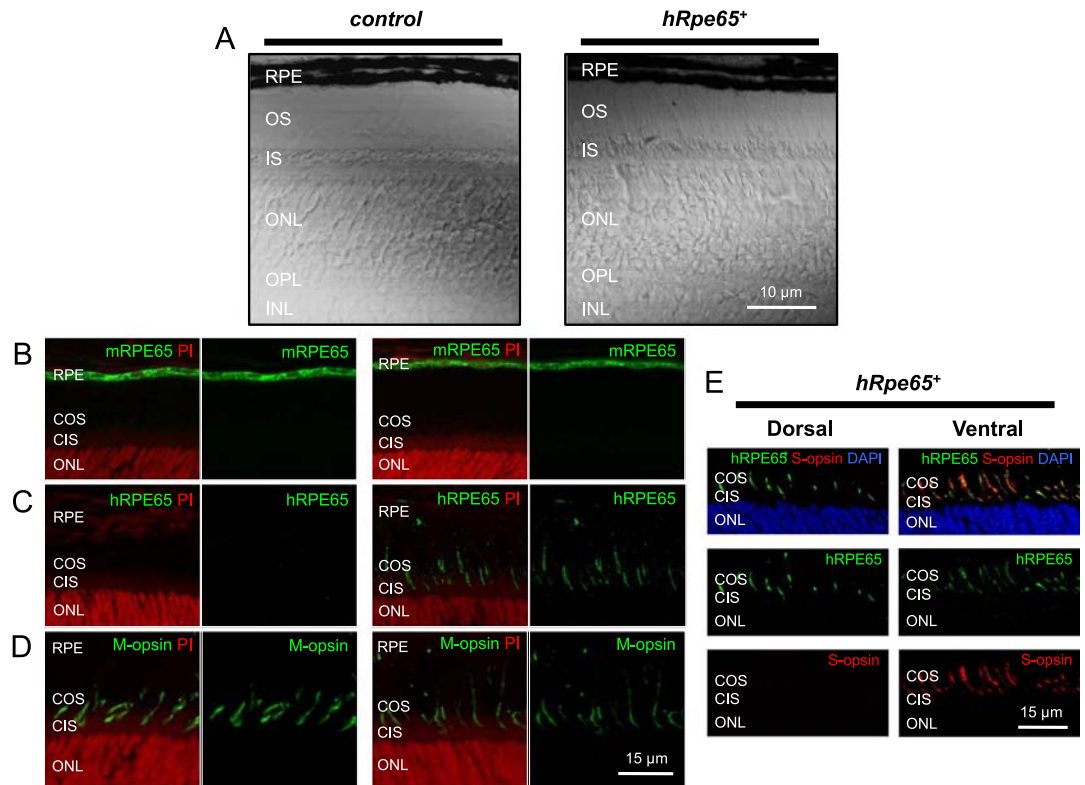 control
hRpe65⁺
A
RPE
OS
IS
ONL
OPL
INL
RPE
OS
IS
ONL
OPL
INL
10 µm
B
mRPE65 PI
RPE
COS
CIS
ONL
mRPE65
mRPE65 PI
RPE
COS
CIS
ONL
mRPE65
C
hRPE65 PI
RPE
COS
CIS
ONL
hRPE65
hRPE65 PI
RPE
COS
CIS
ONL
hRPE65
D
M-opsin PI
RPE
COS
CIS
ONL
M-opsin
M-opsin PI
RPE
COS
CIS
ONL
M-opsin
15 µm
E
hRpe65⁺
Dorsal
Ventral
hRPE65 S-opsin DAPI
COS
CIS
ONL
hRPE65 S-opsin DAPI
COS
CIS
ONL
hRPE65
COS
CIS
ONL
hRPE65
COS
CIS
ONL
S-opsin
COS
CIS
ONL
S-opsin
COS
CIS
ONL
15 µm